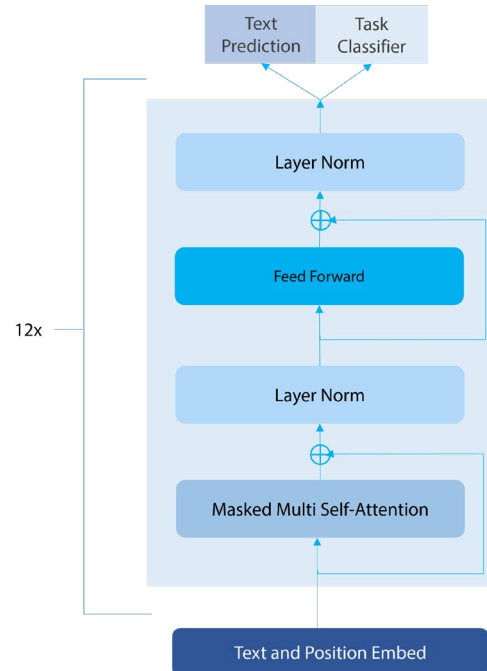 Text
Prediction
Task
Classifier
Layer Norm
Feed Forward
12x
Layer Norm
Masked Multi Self-Attention
Text and Position Embed